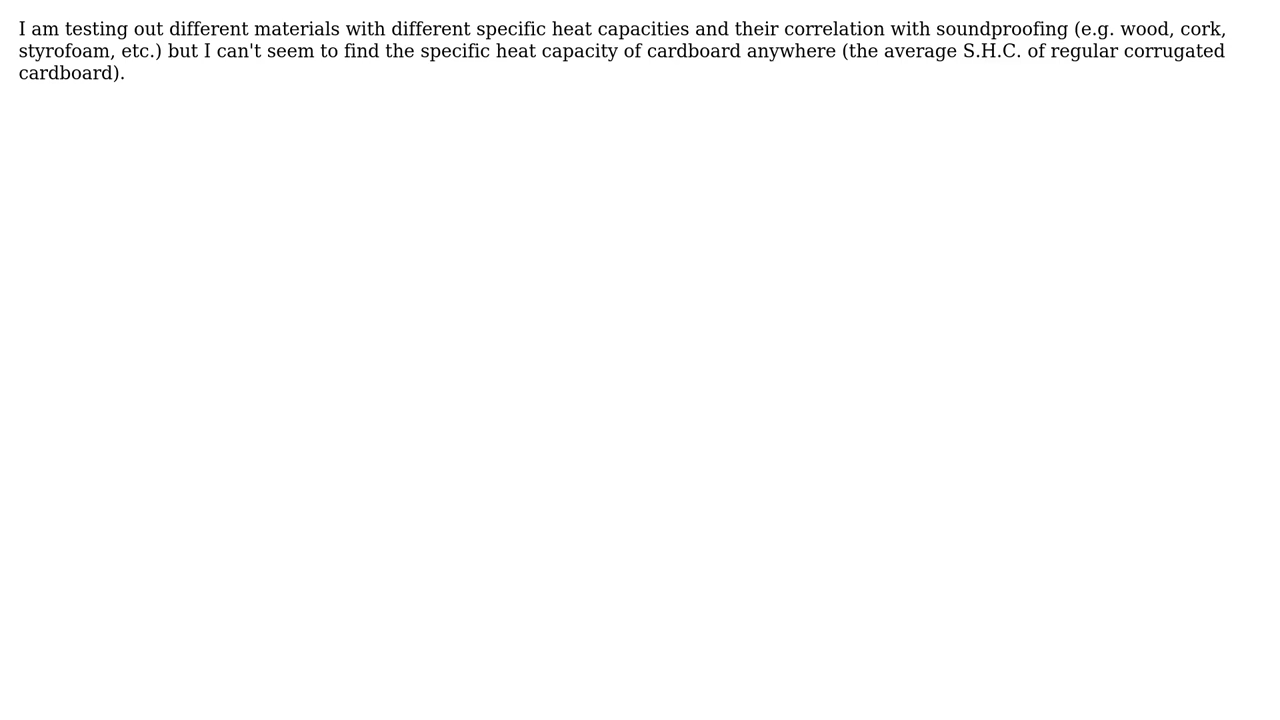 I am testing out different materials with different specific heat capacities and their correlation with soundproofing (e.g. wood, cork,
styrofoam, etc.) but I can't seem to find the specific heat capacity of cardboard anywhere (the average S.H.C. of regular corrugated
cardboard).